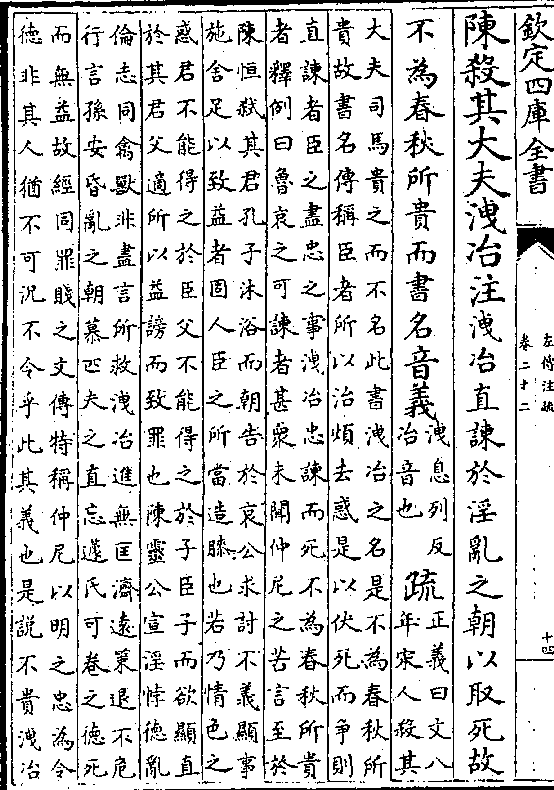 欽定四庫全書
左傳注疏
卷二十二
十四
陳殺其大夫洩冶注洩冶直諫於淫亂之朝以取死故
不為春秋所貴而書名音義洩息列反
冶音也
疏正義曰文八
年宋人殺其
大夫司馬貴之而不名此書洩冶之名是不為春秋所
貴故書名傳稱臣者所以治煩去惑是以伏死而爭則
直諫者臣之盡忠之事洩冶忠諫而死不為春秋所貴
者釋例曰魯哀之可諫者甚衆未聞仲尼之苦言至於
陳恒弑其君孔子沐浴而朝告於哀公求討不義顯事
施舍足以致益者固人臣之所當造膝也若乃情色之
惑君不能得之於臣父不能得之於子臣子而欲顯直
於其君父適所以益謗而致罪也陳靈公宣淫悖德亂
倫志同禽獸非盡言所救洩冶進無匡濟遠策退不危
行言孫安昏亂之朝慕匹夫之直忘蘧氏可卷之德死
而無益故經同罪賤之文傳特稱仲尼以明之忠為令
德非其人猶不可況不令乎此其義也是説不貴洩冶